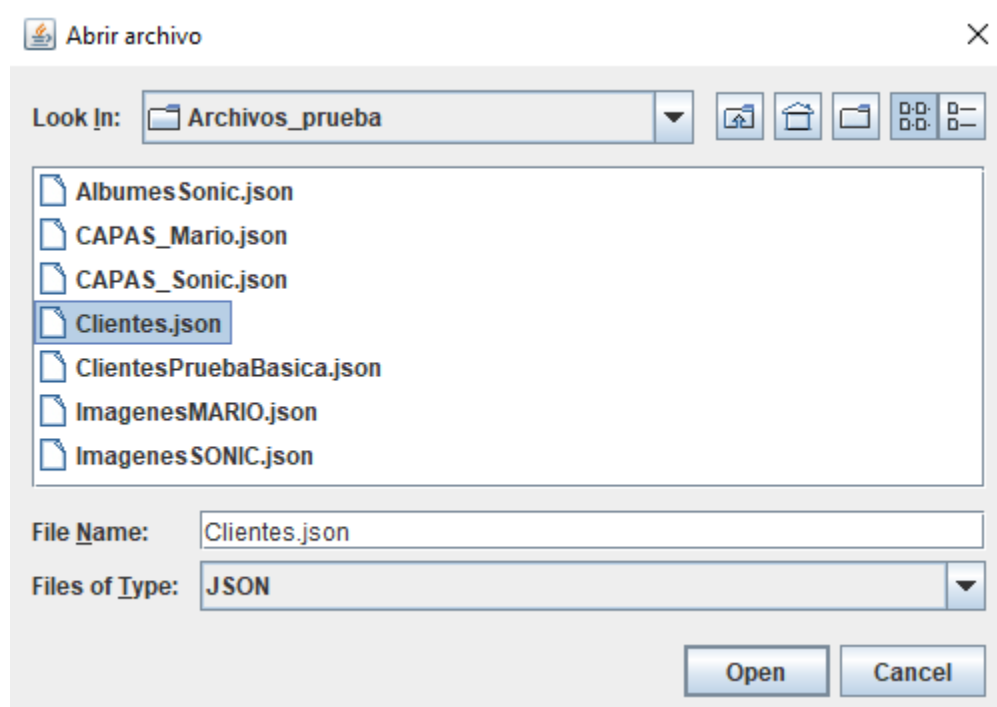 Abrir archivo
Look In: Archivos_prueba
AlbumesSonic.json
CAPAS_Mario.json
CAPAS_Sonic.json
Clientes.json
ClientesPruebaBasica.json
ImagenesMARIO.json
ImagenesSONIC.json
File Name: Clientes.json
Files of Type: JSON
Open Cancel